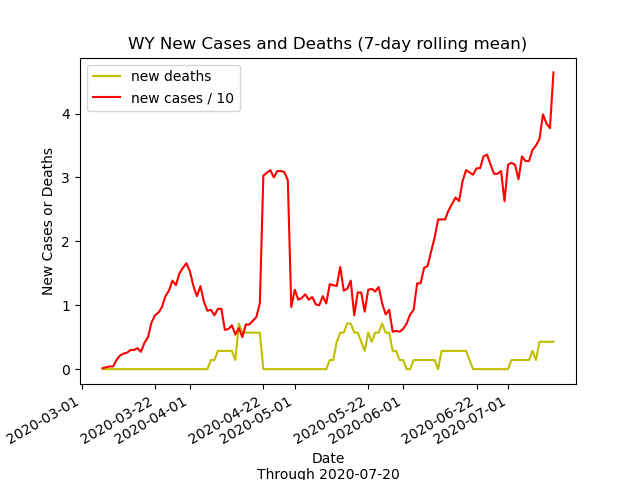 WY New Cases and Deaths (7-day rolling mean)
new deaths
new cases / 10
New Cases or Deaths
4
3
2
1
0
2020-03-01
2020-03-22
2020-04-01
2020-04-22
2020-05-01
2020-05-22
2020-06-01
2020-06-22
2020-07-01
Date
Through 2020-07-20